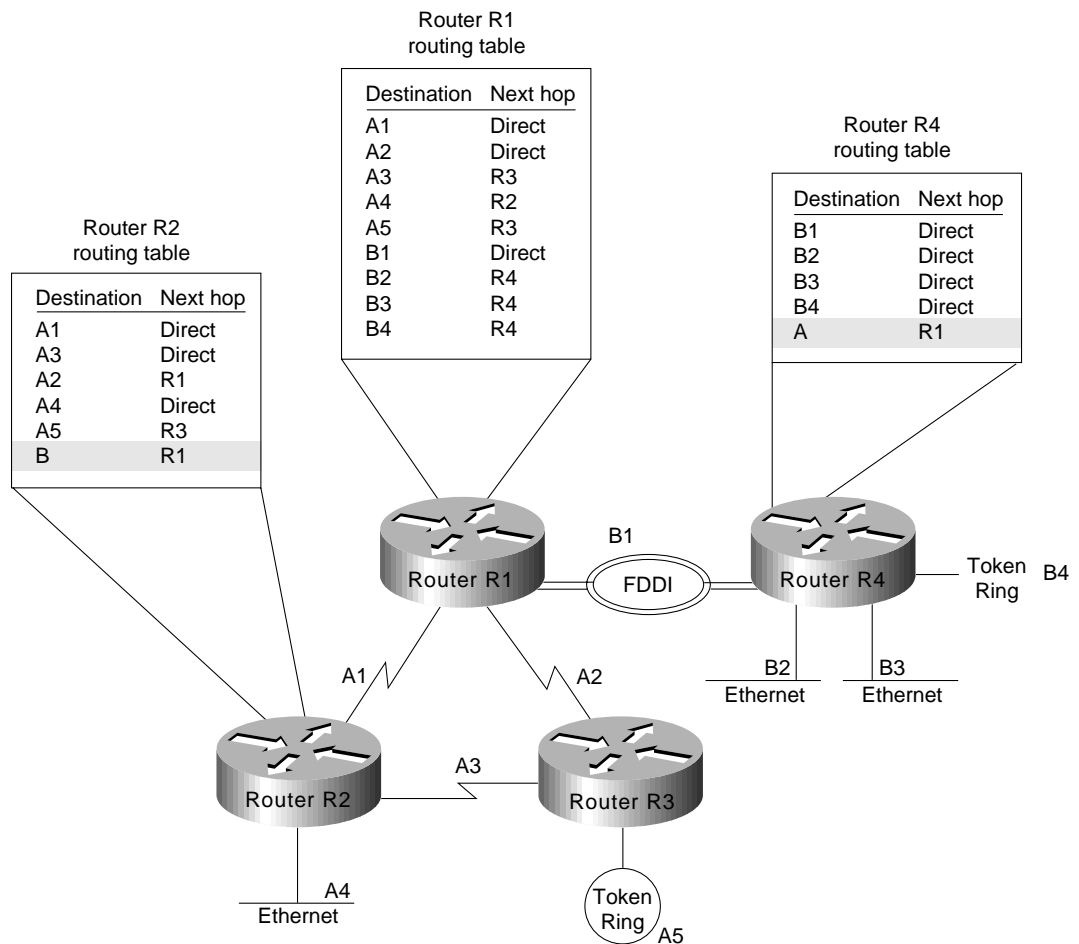 Router R1
routing table
Destination Next hop
A1 Direct
A2 Direct
A3 R3
A4 R2
A5 R3
B1 Direct
B2 R4
B3 R4
B4 R4
Router R4
routing table
Destination Next hop
B1 Direct
B2 Direct
B3 Direct
B4 Direct
A R1
Router R2
routing table
Destination Next hop
A1 Direct
A3 Direct
A2 R1
A4 Direct
A5 R3
B R1
B1
Router R1
FDDI
Router R4
Token
Ring
B4
A1
A2
B2
Ethernet
B3
Ethernet
A3
Router R2
Router R3
A4
Ethernet
Token
Ring
A5